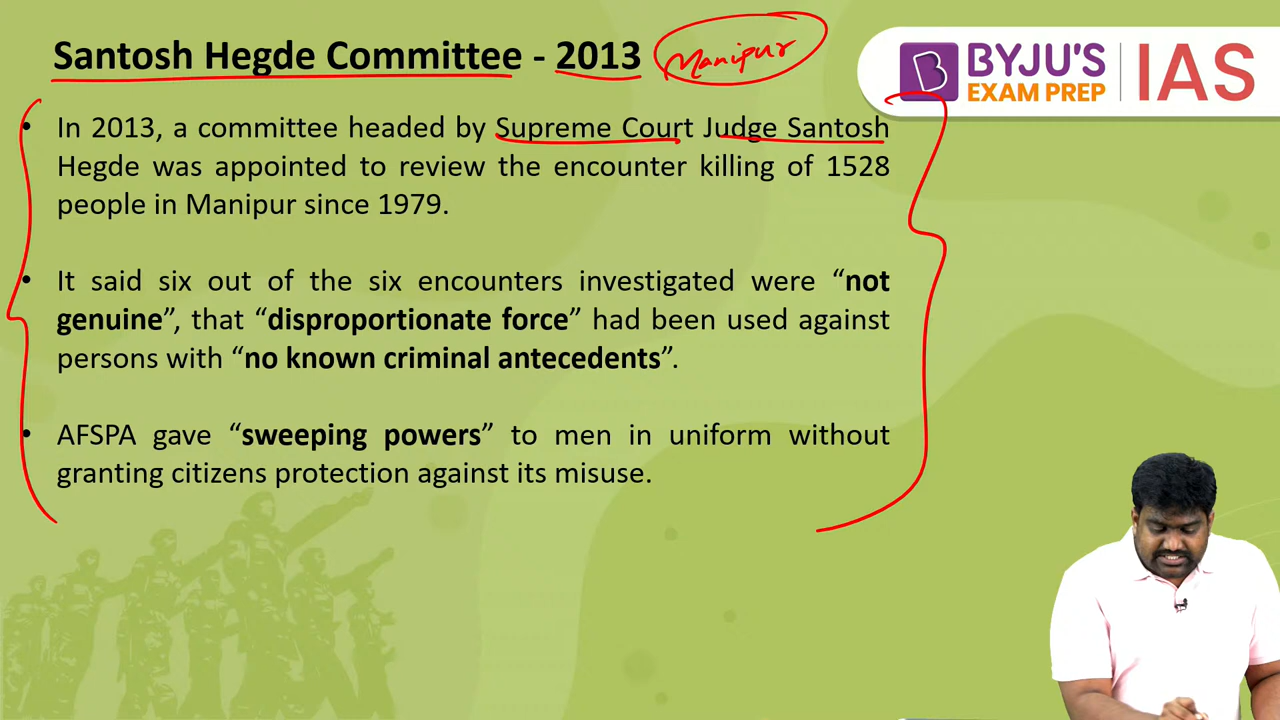 Santosh Hegde Committee - 2013 Manipur
BYJU'S
EXAM PREP
IAS
• In 2013, a committee headed by Supreme Court Judge Santosh
Hegde was appointed to review the encounter killing of 1528
people in Manipur since 1979.
• It said six out of the six encounters investigated were “not
genuine”, that “disproportionate force” had been used against
persons with “no known criminal antecedents”.
• AFSPA gave “sweeping powers” to men in uniform without
granting citizens protection against its misuse.